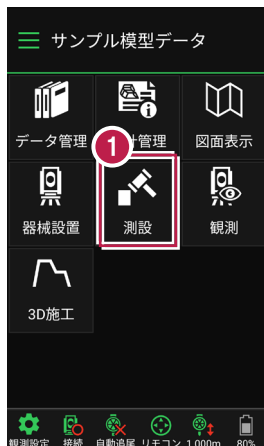 サンプル模型データ
データ管理
計管理
図面表示
1
器械設置
測設
観測
3D施工
観測設定 接続 自動追尾 リモコン 1.000m 80%